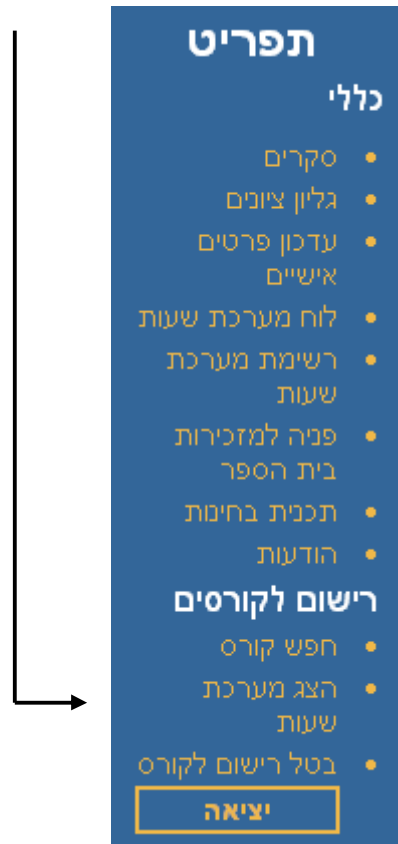 תפריט
כללי
סקרים
גליון ציונים
עדכון פרטים
אישיים
לוח מערכת שעות
רשימת מערכת
שעות
פניה למזכירות
בית הספר
תכנית בחינות
הודעות
רישום לקורסים
חפש קורס
הצג מערכת
שעות
בטל רישום לקורס
יציאה